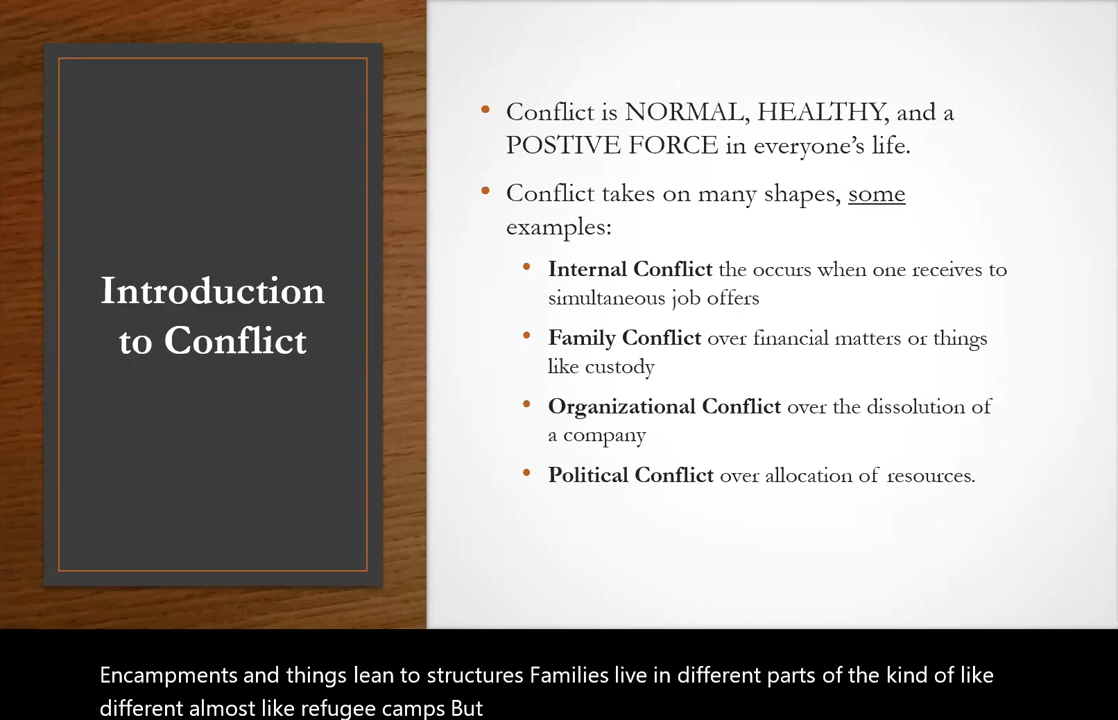 Introduction
to Conflict
• Conflict is NORMAL, HEALTHY, and a
POSTIVE FORCE in everyone’s life.
• Conflict takes on many shapes, some
examples:
• Internal Conflict the occurs when one receives to
simultaneous job offers
• Family Conflict over financial matters or things
like custody
• Organizational Conflict over the dissolution of
a company
• Political Conflict over allocation of resources.
Encampments and things lean to structures Families live in different parts of the kind of like
different almost like refugee camps But